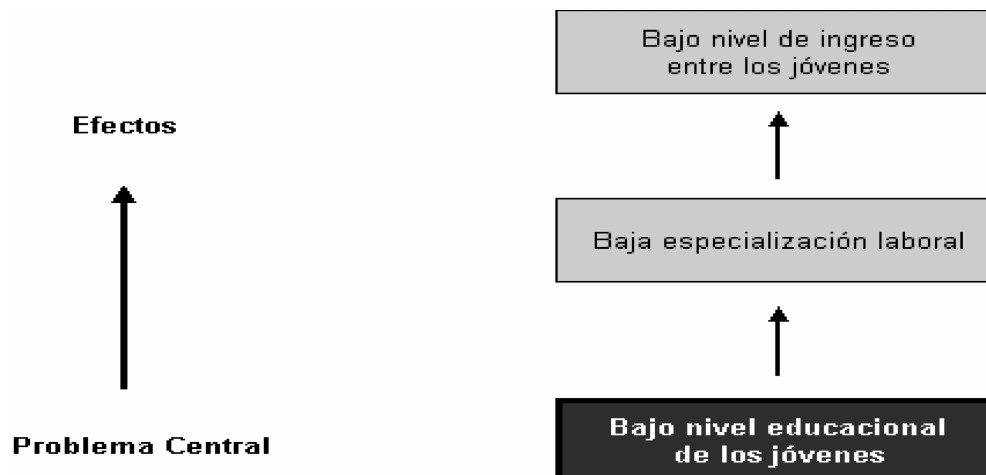 Bajo nivel de ingreso
entre los jóvenes
Efectos
Baja especialización laboral
Problema Central
Bajo nivel educacional
de los jóvenes